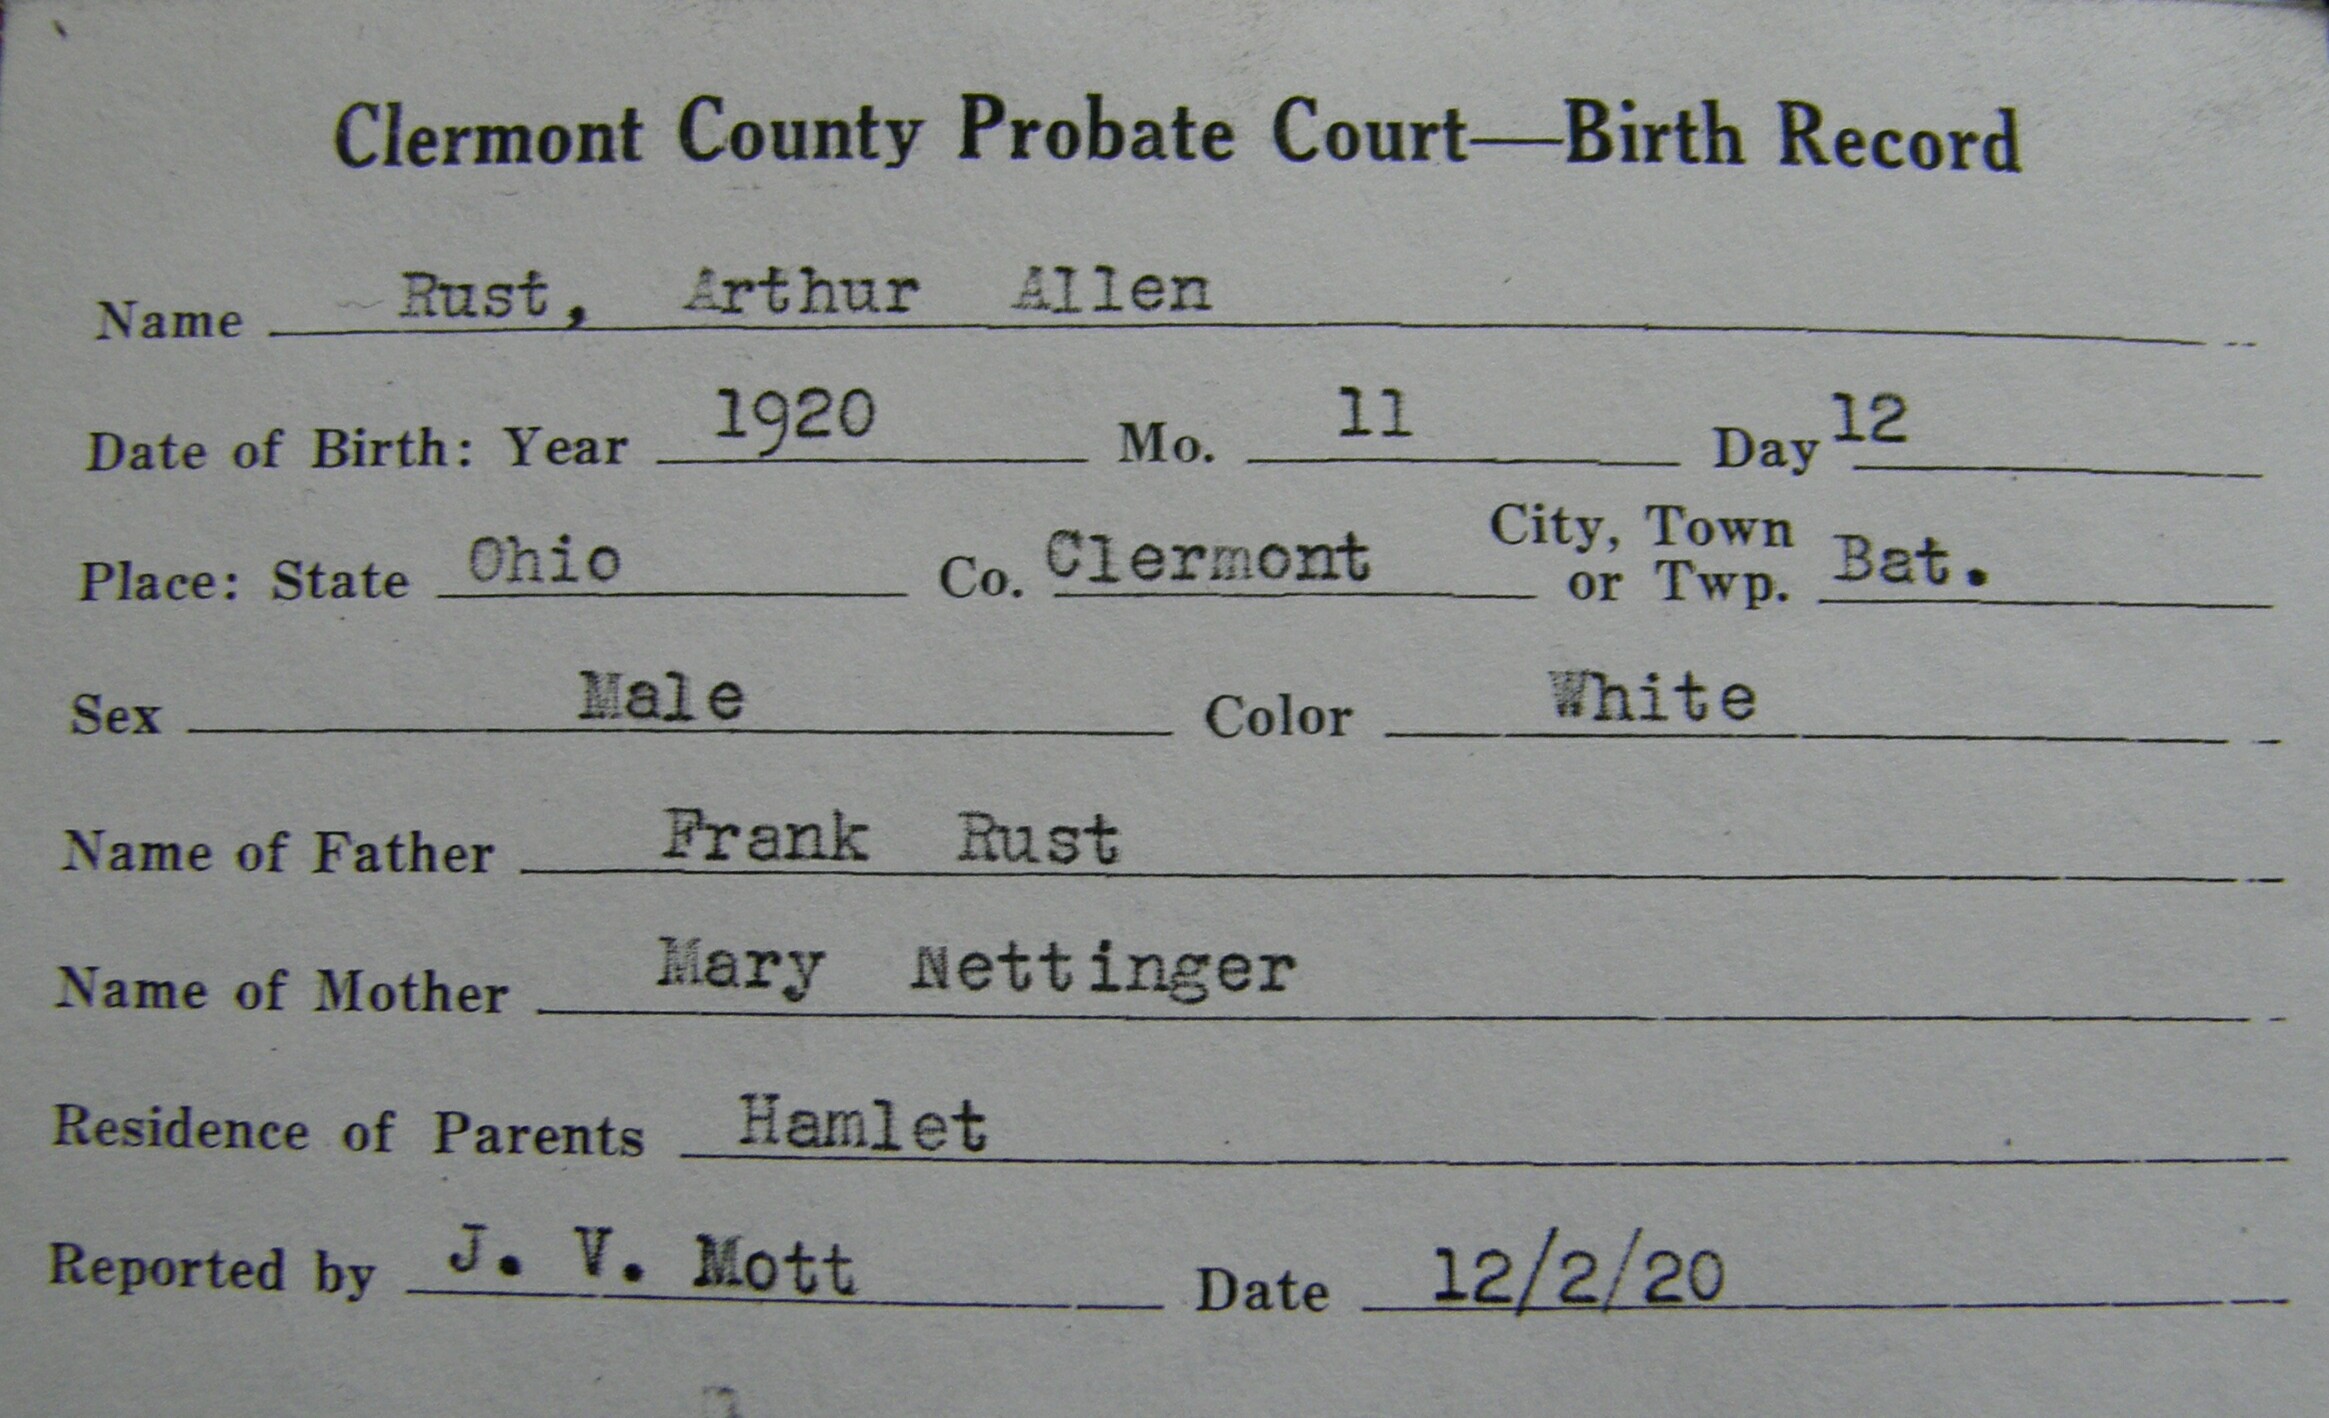 Clermont County Probate Court—Birth Record
Name Rust, Arthur Allen
Date of Birth: Year 1920 Mo. 11 Day 12
Place: State Ohio Co. Clermont City, Town or Twp. Bat.
Sex Male Color White
Name of Father Frank Rust
Name of Mother Mary Nettinger
Residence of Parents Hamlet
Reported by J. V. Mott Date 12/2/20